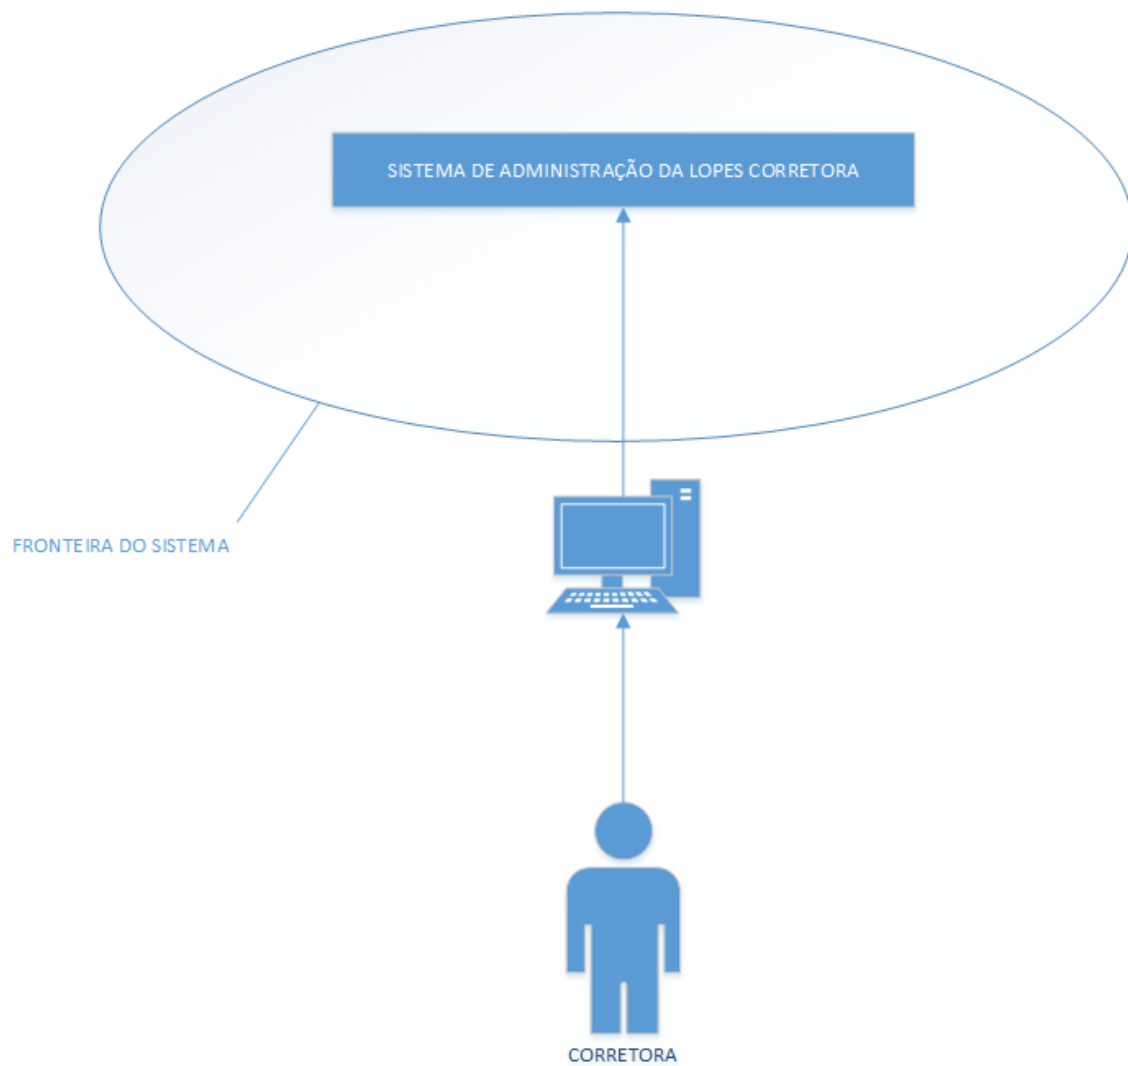 SISTEMA DE ADMINISTRAÇÃO DA LOPES CORRETORA
FRONTEIRA DO SISTEMA
CORRETORA